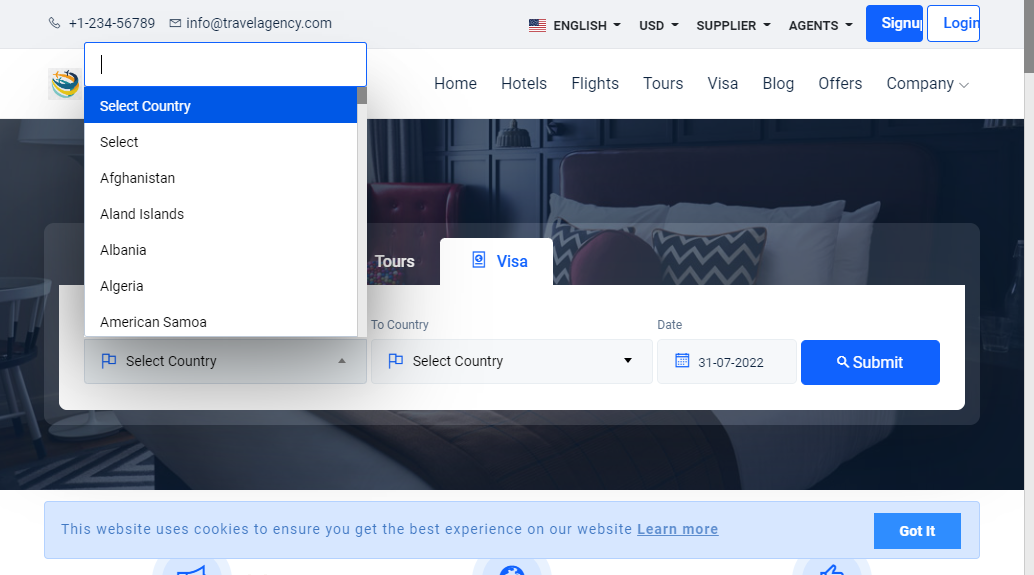 +1-234-56789 info@travelagency.com ENGLISH USD SUPPLIER AGENTS Signup Login
Home Hotels Flights Tours Visa Blog Offers Company
Select Country
Select
Afghanistan
Aland Islands
Albania
Algeria
American Samoa
Tours Visa
To Country Date
Select Country Select Country 31-07-2022 Submit
This website uses cookies to ensure you get the best experience on our website Learn more Got It